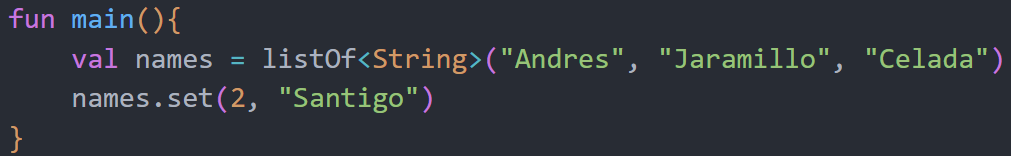 fun main(){
    val names = listOf<String>("Andres", "Jaramillo", "Celada")
    names.set(2, "Santigo")
}